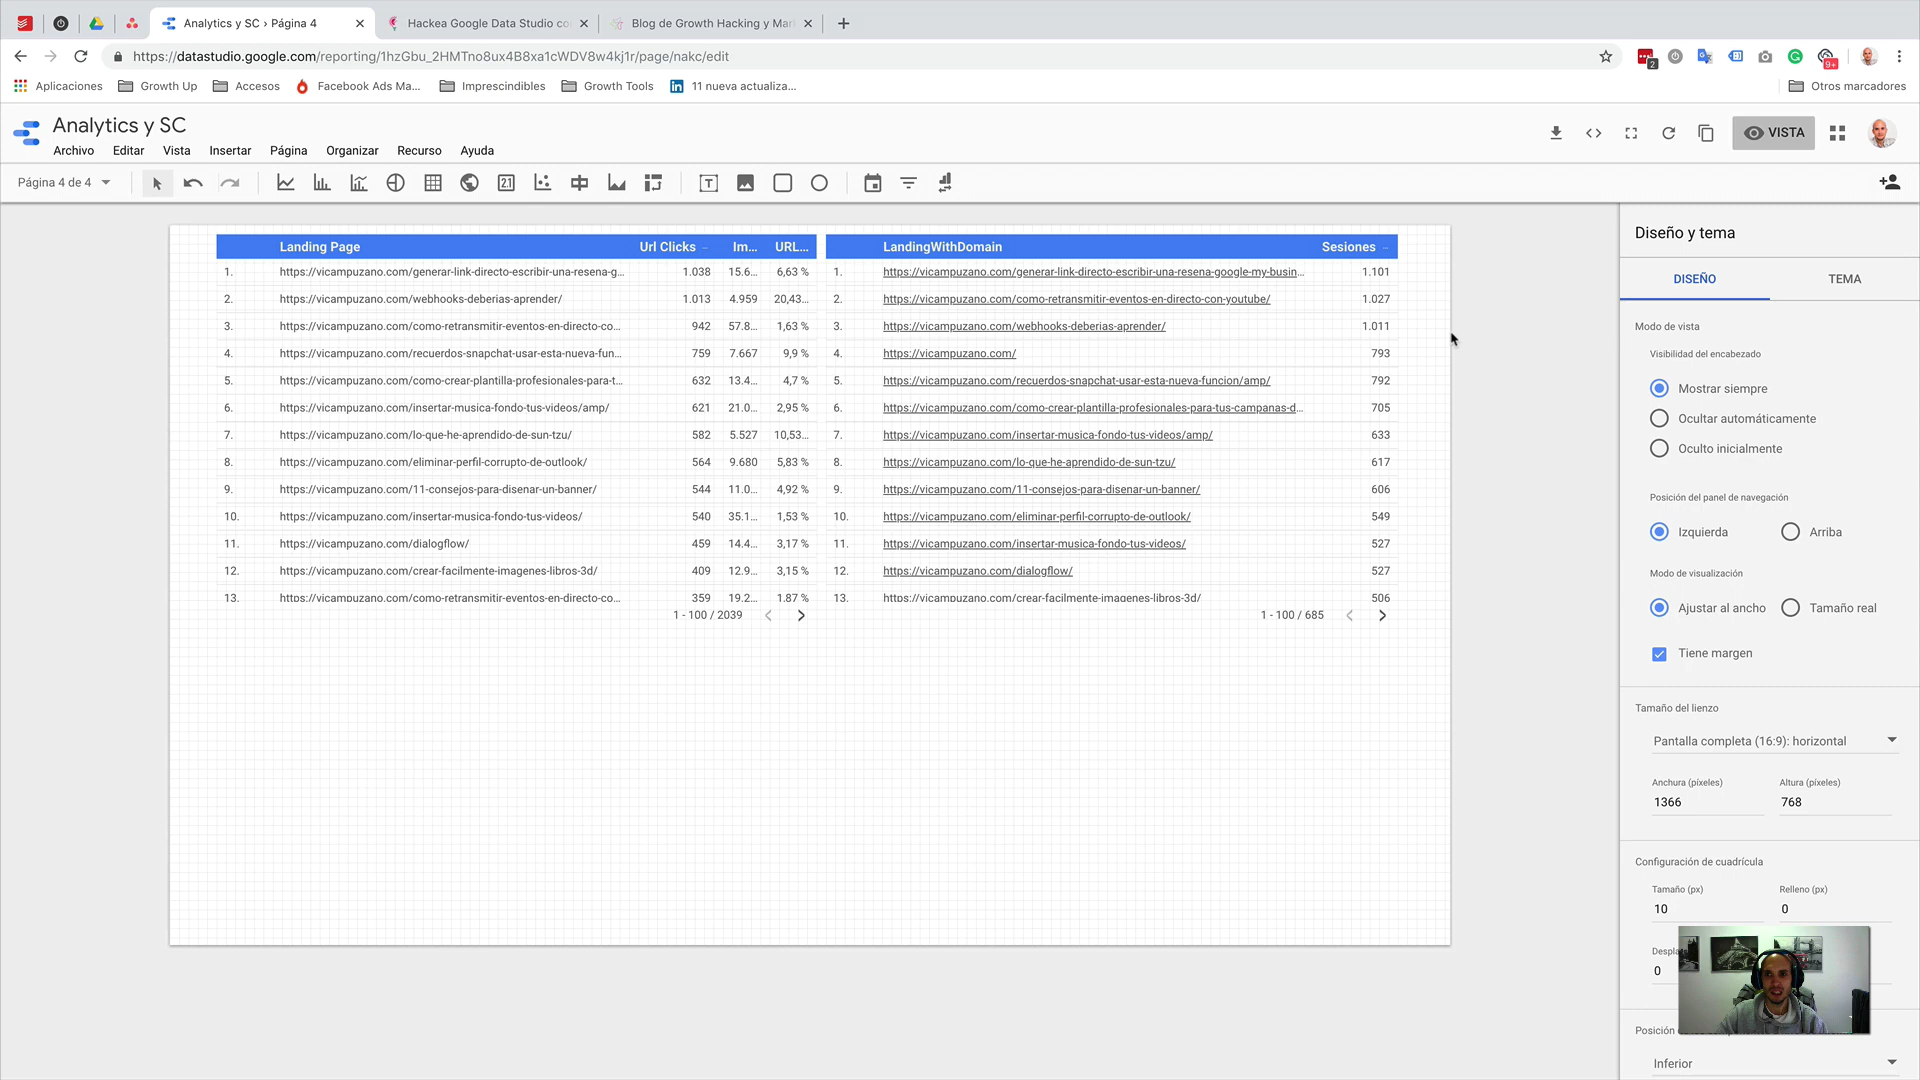 Analytics y SC › Página 4
Hackea Google Data Studio co
Blog de Growth Hacking y Mar
https://datastudio.google.com/reporting/1hzGbu_2HMTno8ux4B8xa1cWDV8w4kj1r/page/nakc/edit
2
9+
Aplicaciones
Growth Up
Accesos
Facebook Ads Ma...
Imprescindibles
Growth Tools
11 nueva actualiza...
Otros marcadores
Analytics y SC
VISTA
Archivo Editar Vista Insertar Página Organizar Recurso Ayuda
Página 4 de 4
Landing Page Url Clicks Im... URL...
1. https://vicampuzano.com/generar-link-directo-escribir-una-resena-g... 1.038 15.6... 6,63 %
2. https://vicampuzano.com/webhooks-deberias-aprender/ 1.013 4.959 20,43...
3. https://vicampuzano.com/como-retransmitir-eventos-en-directo-co... 942 57.8... 1,63 %
4. https://vicampuzano.com/recuerdos-snapchat-usar-esta-nueva-fun... 759 7.667 9,9 %
5. https://vicampuzano.com/como-crear-plantilla-profesionales-para-t... 632 13.4... 4,7 %
6. https://vicampuzano.com/insertar-musica-fondo-tus-videos/amp/ 621 21.0... 2,95 %
7. https://vicampuzano.com/lo-que-he-aprendido-de-sun-tzu/ 582 5.527 10,53...
8. https://vicampuzano.com/eliminar-perfil-corrupto-de-outlook/ 564 9.680 5,83 %
9. https://vicampuzano.com/11-consejos-para-disenar-un-banner/ 544 11.0... 4,92 %
10. https://vicampuzano.com/insertar-musica-fondo-tus-videos/ 540 35.1... 1,53 %
11. https://vicampuzano.com/dialogflow/ 459 14.4... 3,17 %
12. https://vicampuzano.com/crear-facilmente-imagenes-libros-3d/ 409 12.9... 3,15 %
13. https://vicampuzano.com/como-retransmitir-eventos-en-directo-co... 359 19.2... 1.87 %
1 - 100 / 2039
LandingWithDomain Sesiones
1. https://vicampuzano.com/generar-link-directo-escribir-una-resena-google-my-busin... 1.101
2. https://vicampuzano.com/como-retransmitir-eventos-en-directo-con-youtube/ 1.027
3. https://vicampuzano.com/webhooks-deberias-aprender/ 1.011
4. https://vicampuzano.com/ 793
5. https://vicampuzano.com/recuerdos-snapchat-usar-esta-nueva-funcion/amp/ 792
6. https://vicampuzano.com/como-crear-plantilla-profesionales-para-tus-campanas-d... 705
7. https://vicampuzano.com/insertar-musica-fondo-tus-videos/amp/ 633
8. https://vicampuzano.com/lo-que-he-aprendido-de-sun-tzu/ 617
9. https://vicampuzano.com/11-consejos-para-disenar-un-banner/ 606
10. https://vicampuzano.com/eliminar-perfil-corrupto-de-outlook/ 549
11. https://vicampuzano.com/insertar-musica-fondo-tus-videos/ 527
12. https://vicampuzano.com/dialogflow/ 527
13. https://vicampuzano.com/crear-facilmente-imagenes-libros-3d/ 506
1 - 100 / 685
Diseño y tema
DISEÑO TEMA
Modo de vista
Visibilidad del encabezado
Mostrar siempre
Ocultar automáticamente
Oculto inicialmente
Posición del panel de navegación
Izquierda Arriba
Modo de visualización
Ajustar al ancho Tamaño real
Tiene margen
Tamaño del lienzo
Pantalla completa (16:9): horizontal
Anchura (píxeles) Altura (píxeles)
1366 768
Configuración de cuadrícula
Tamaño (px) Relleno (px)
10 0
0
Posición
Inferior